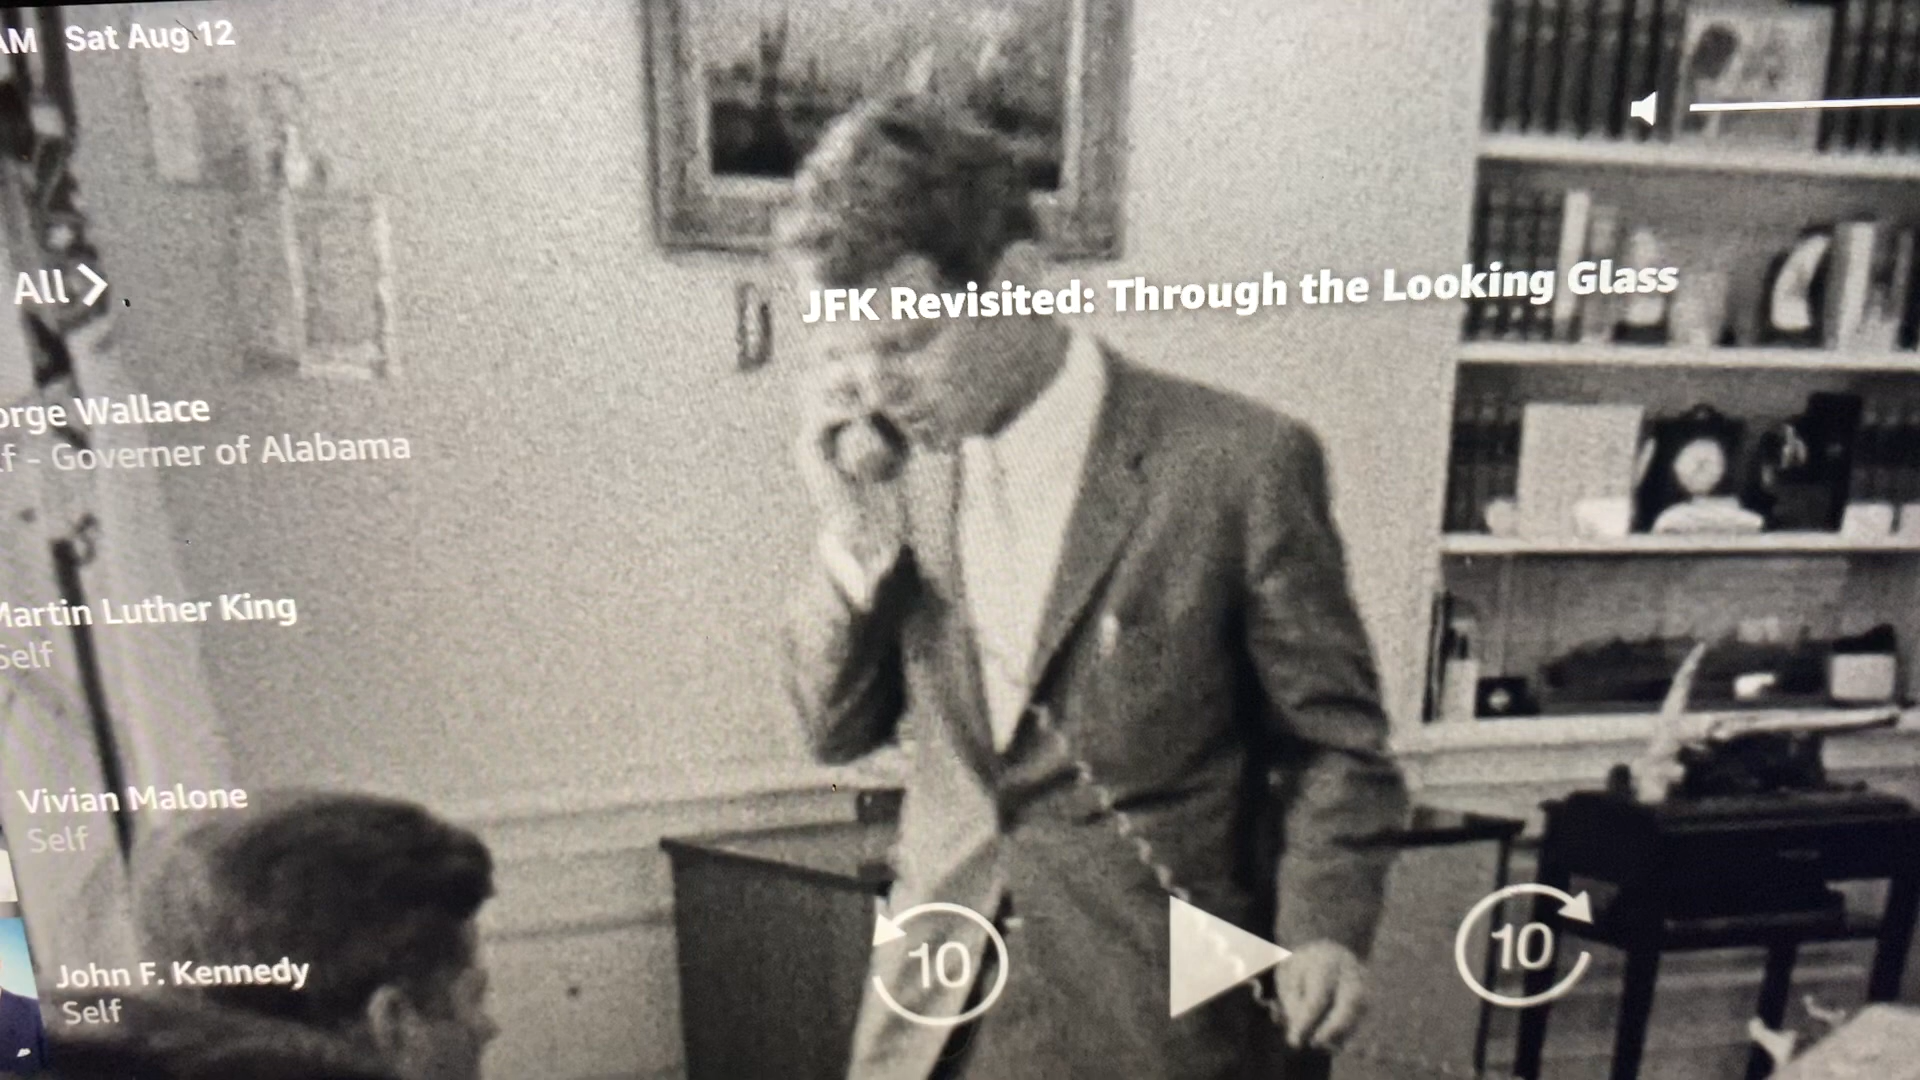 AM Sat Aug 12
All
JFK Revisited: Through the Looking Glass
orge Wallace
f - Governer of Alabama
Martin Luther King
Self
Vivian Malone
Self
John F. Kennedy
Self
10
10